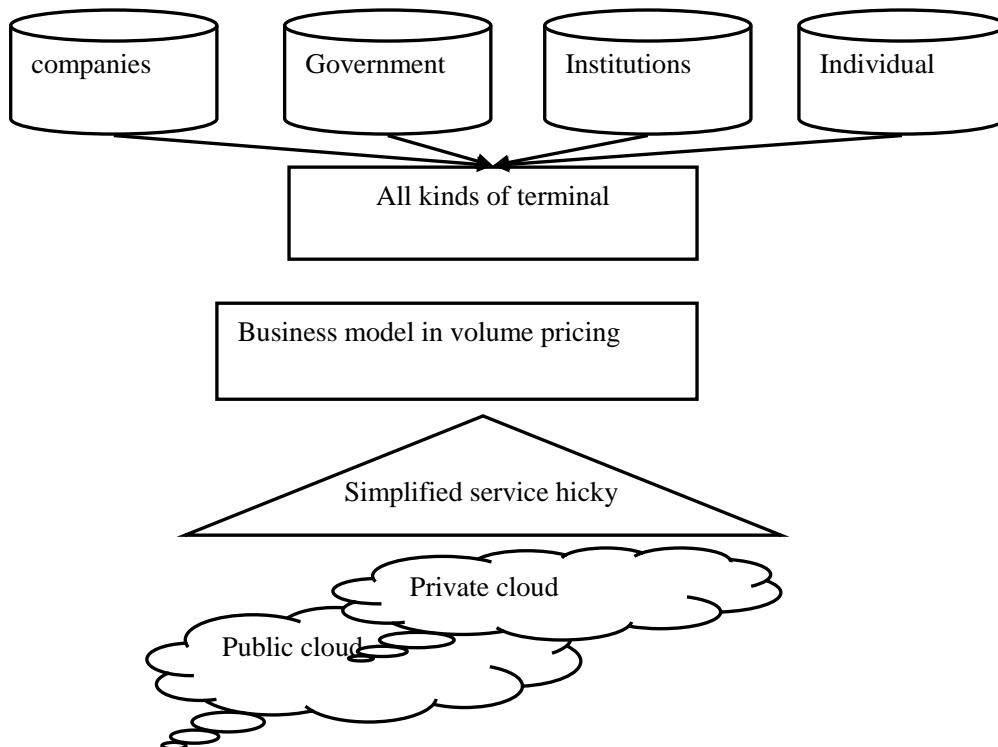 companies
Government
Institutions
Individual
All kinds of terminal
Business model in volume pricing
Simplified service hicky
Private cloud
Public cloud